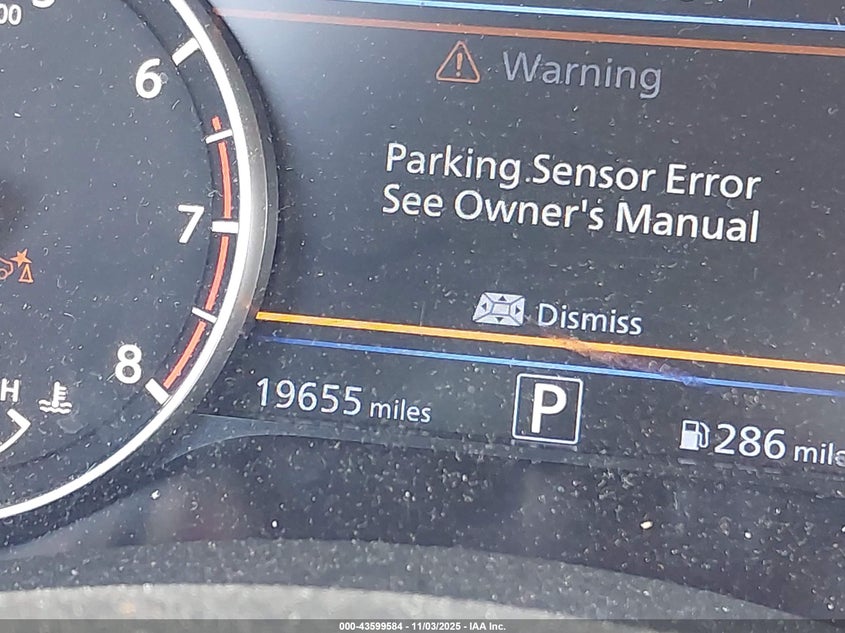 Warning
Parking Sensor Error
See Owner's Manual
Dismiss
6
7
8
H
19655 miles
P
286
000-43599584 - 11/03/2025 - IAA Inc.